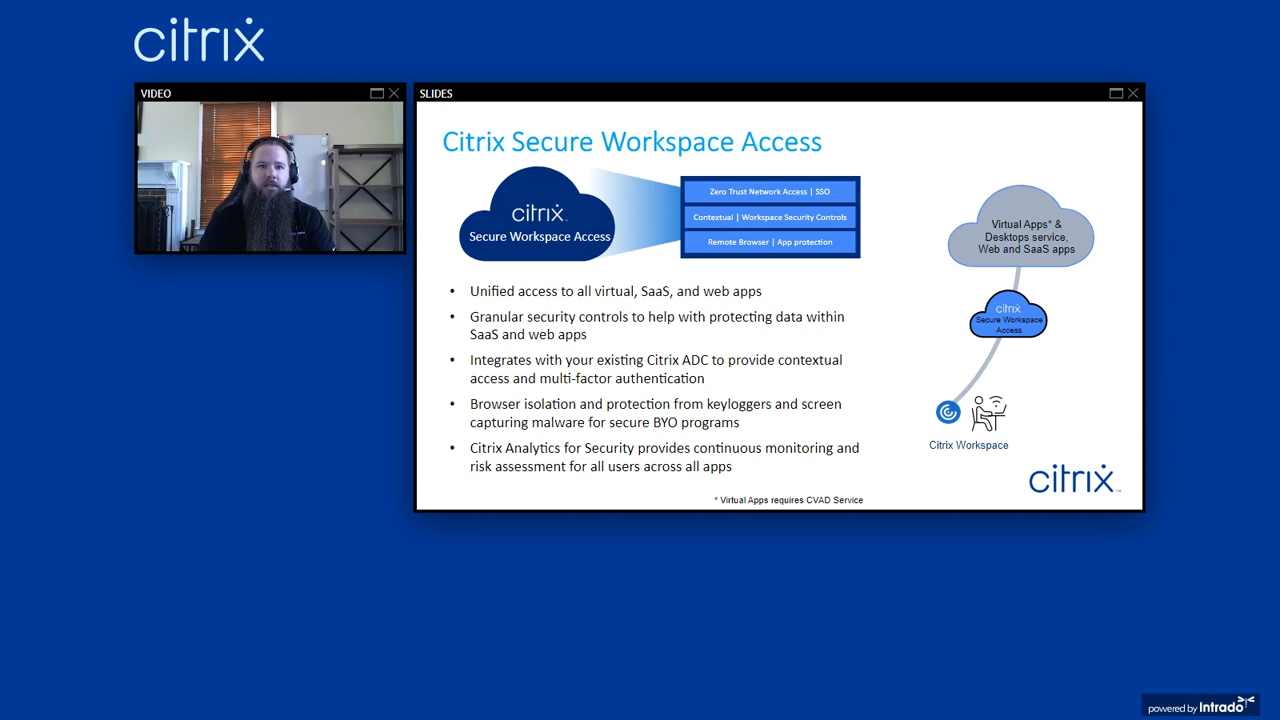 citrix
VIDEO
SLIDES
Citrix Secure Workspace Access
citrix
Secure Workspace Access
Zero Trust Network Access | SSO
Contextual | Workspace Security Controls
Remote Browser | App protection
• Unified access to all virtual, SaaS, and web apps
• Granular security controls to help with protecting data within
SaaS and web apps
• Integrates with your existing Citrix ADC to provide contextual
access and multi-factor authentication
• Browser isolation and protection from keyloggers and screen
capturing malware for secure BYO programs
• Citrix Analytics for Security provides continuous monitoring and
risk assessment for all users across all apps
* Virtual Apps requires CVAD Service
Virtual Apps* &
Desktops service,
Web and SaaS apps
citrix
Secure Workspace
Access
Citrix Workspace
citrix
powered by Intrado